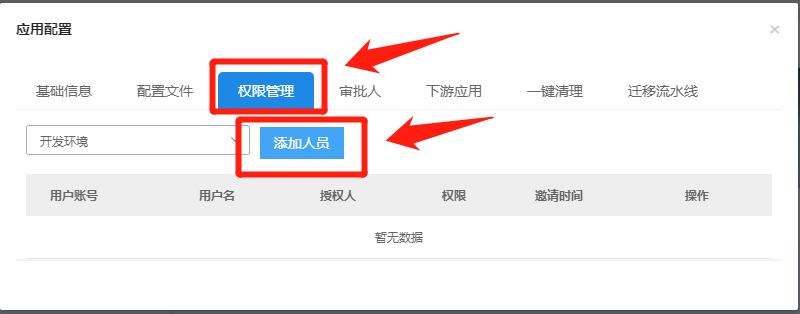 应用配置
基础信息 配置文件 权限管理 审批人 下游应用 一键清理 迁移流水线
开发环境 添加人员
用户账号 用户名 授权人 权限 邀请时间 操作
暂无数据